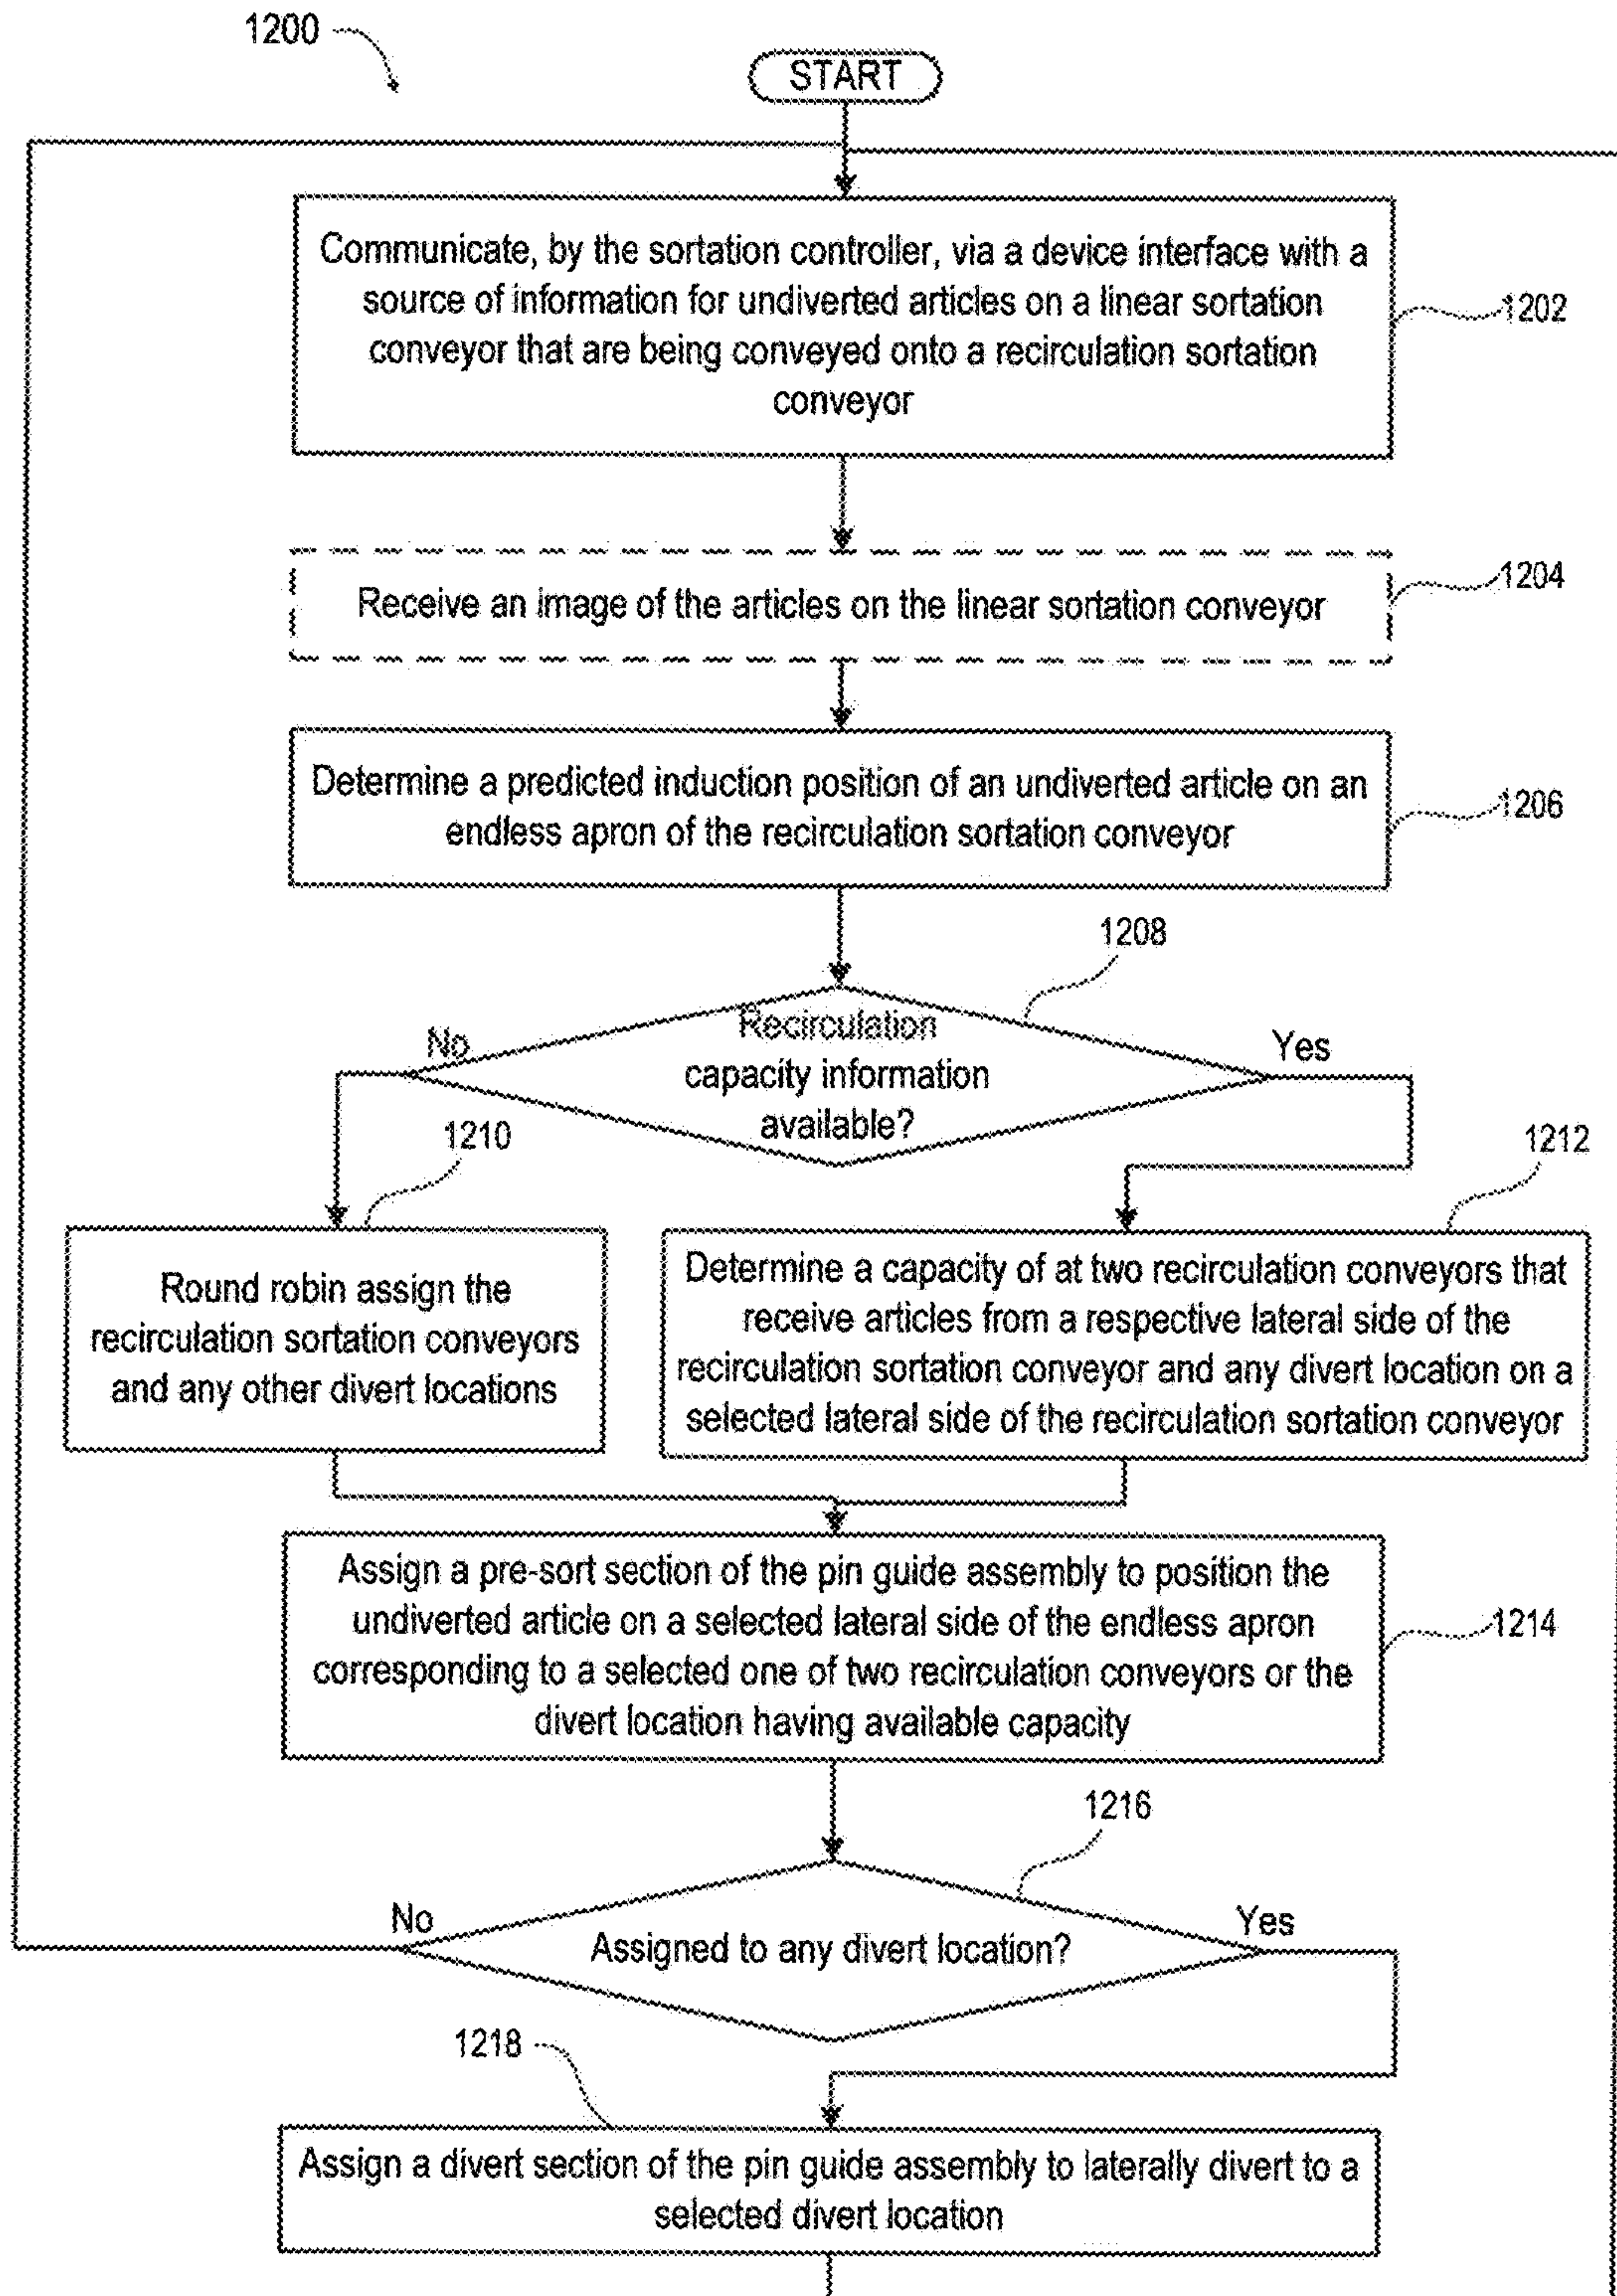 1200
START
Communicate, by the sortation controller, via a device interface with a
source of information for undiverted articles on a linear sortation
conveyor that are being conveyed onto a recirculation sortation
conveyor
1202
Receive an image of the articles on the linear sortation conveyor
1204
Determine a predicted induction position of an undiverted article on an
endless apron of the recirculation sortation conveyor
1206
1208
Recirculation
capacity information
available?
No
Yes
1210
1212
Round robin assign the
recirculation sortation conveyors
and any other divert locations
Determine a capacity of at two recirculation conveyors that
receive articles from a respective lateral side of the
recirculation sortation conveyor and any divert location on a
selected lateral side of the recirculation sortation conveyor
Assign a pre-sort section of the pin guide assembly to position the
undiverted article on a selected lateral side of the endless apron
corresponding to a selected one of two recirculation conveyors or the
divert location having available capacity
1214
1216
No
Yes
Assigned to any divert location?
1218
Assign a divert section of the pin guide assembly to laterally divert to a
selected divert location